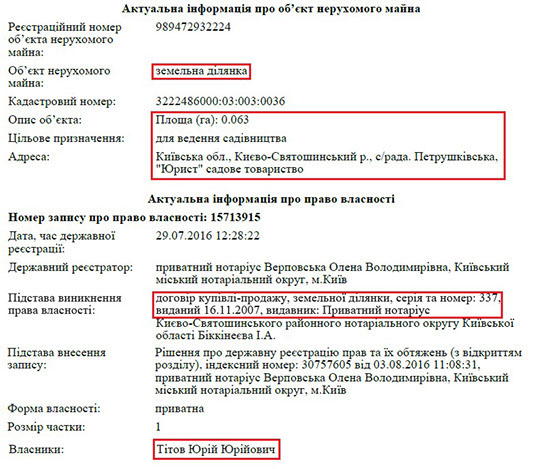 Актуальна інформація про об’єкт нерухомого майна
Реєстраційний номер
об’єкта нерухомого
майна:
989472932224
Об’єкт нерухомого
майна:
земельна ділянка
Кадастровий номер:
3222486000:03:003:0036
Опис об’єкта:
Площа (га): 0.063
Цільове призначення:
для ведення садівництва
Адреса:
Київська обл., Києво-Святошинський р., с/рада. Петрушківська,
"Юрист" садове товариство
Актуальна інформація про право власності
Номер запису про право власності: 15713915
Дата, час державної
реєстрації:
29.07.2016 12:28:22
Державний реєстратор:
приватний нотаріус Верповська Олена Володимирівна, Київський
міський нотаріальний округ, м.Київ
Підстава виникнення
права власності:
договір купівлі-продажу, земельної ділянки, серія та номер: 337,
виданий 16.11.2007, видавник: Приватний нотаріус
Києво-Святошинського районного нотаріального округу Київської
області Біккінеєва І.А.
Підстава внесення
запису:
Рішення про державну реєстрацію прав та їх обтяжень (з відкриттям
розділу), індексний номер: 30757605 від 03.08.2016 11:08:31,
приватний нотаріус Верповська Олена Володимирівна, Київський
міський нотаріальний округ, м.Київ
Форма власності:
приватна
Розмір частки:
1
Власники:
Тітов Юрій Юрійович